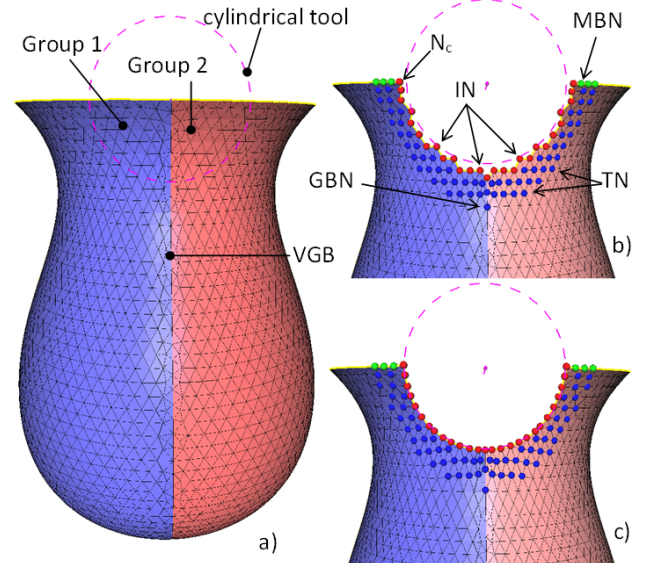 cylindrical tool
Group 1
Group 2
VGB
a)
Nc
MBN
IN
GBN
TN
b)
c)